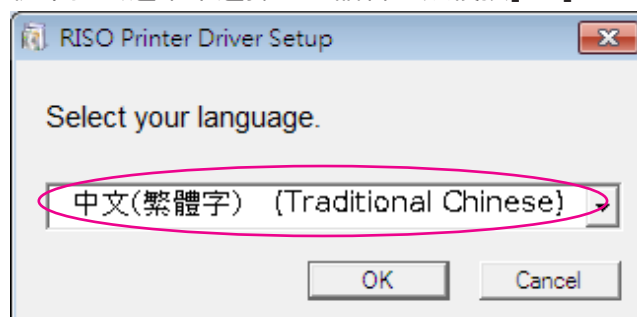 RISO Printer Driver Setup
Select your language.
中文(繁體字) {Traditional Chinese}
OK
Cancel